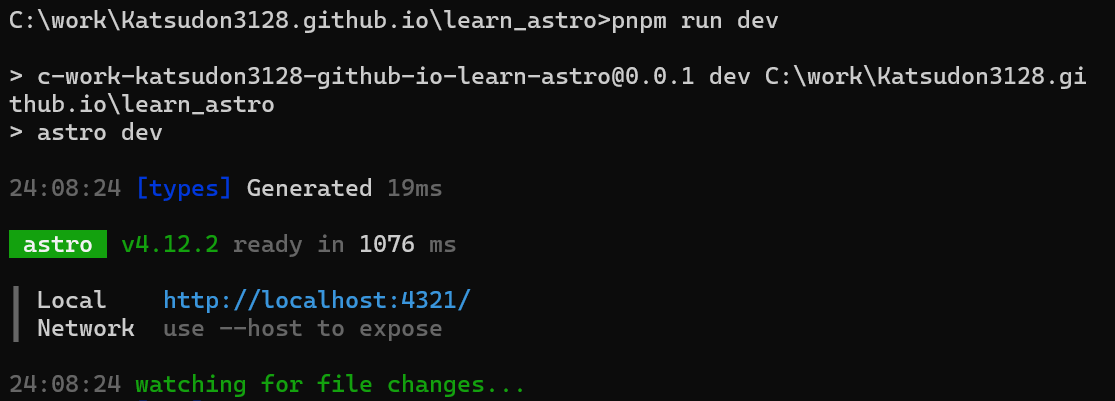 C:\work\Katsudon3128.github.io\learn_astro>pnpm run dev
> c-work-katsudon3128-github-io-learn-astro@0.0.1 dev C:\work\Katsudon3128.gi
thub.io\learn_astro
> astro dev
24:08:24 [types] Generated 19ms
astro v4.12.2 ready in 1076 ms
Local http://localhost:4321/
Network use --host to expose
24:08:24 watching for file changes...